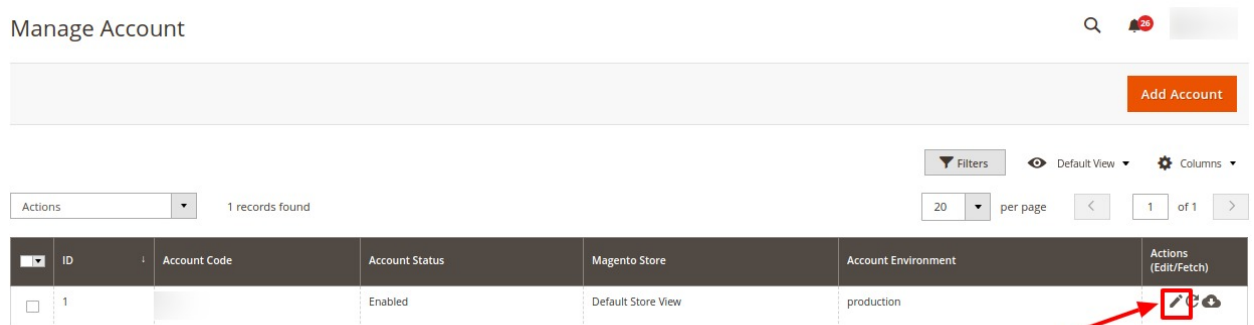 Manage Account
26
Add Account
Filters
Default View
Columns
Actions
1 records found
20
per page
1
of 1
ID
Account Code
Account Status
Magento Store
Account Environment
Actions
(Edit/Fetch)
1
Enabled
Default Store View
production